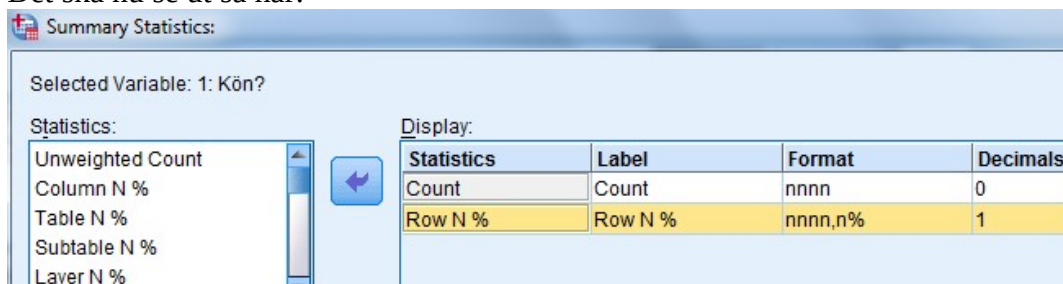 Det ska nu se ut så här:
Summary Statistics:
Selected Variable: 1: Kön?
Statistics:
Unweighted Count
Column N %
Table N %
Subtable N %
Layer N %
Display:
Statistics Label Format Decimals
Count Count nnnn 0
Row N % Row N % nnnn,n% 1